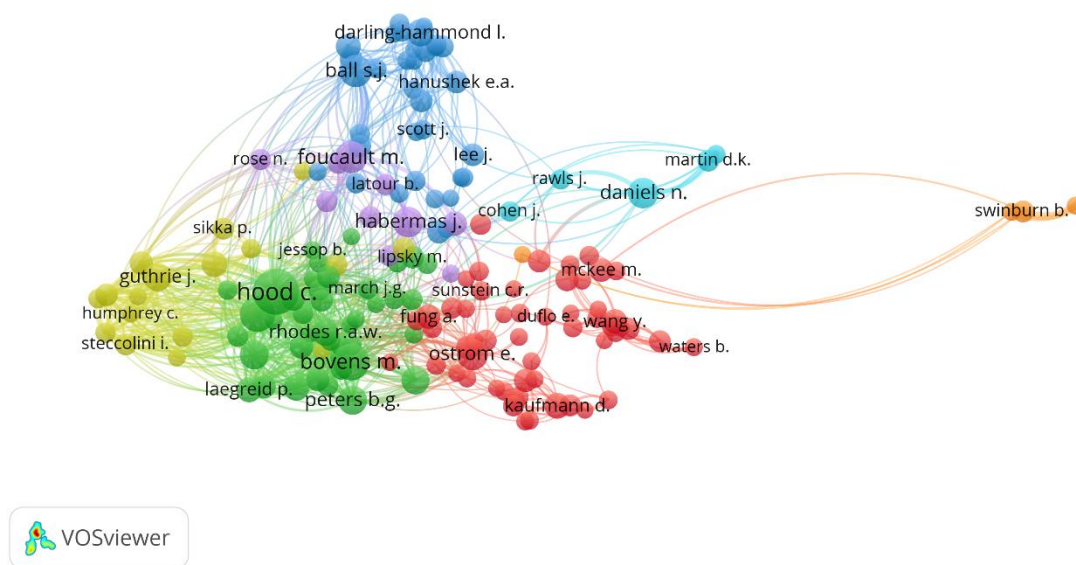 darling-hammond l.
ball s.j.
hanushek e.a.
scott j.
lee j.
rose n.
foucault m.
martin d.k.
latour b.
rawls j.
daniels n.
cohen j.
swinburn b.
habermas j.
sikka p.
jessop b.
lipsky m.
guthrie j.
mckee m.
hood c.
march j.g.
sunstein c.r.
humphrey c.
fung a.
duflo e.
wang y.
rhodes r.a.w.
steccolini i.
waters b.
bovens m.
ostrom e.
laegreid p.
peters b.g.
kaufmann d.
VOSviewer